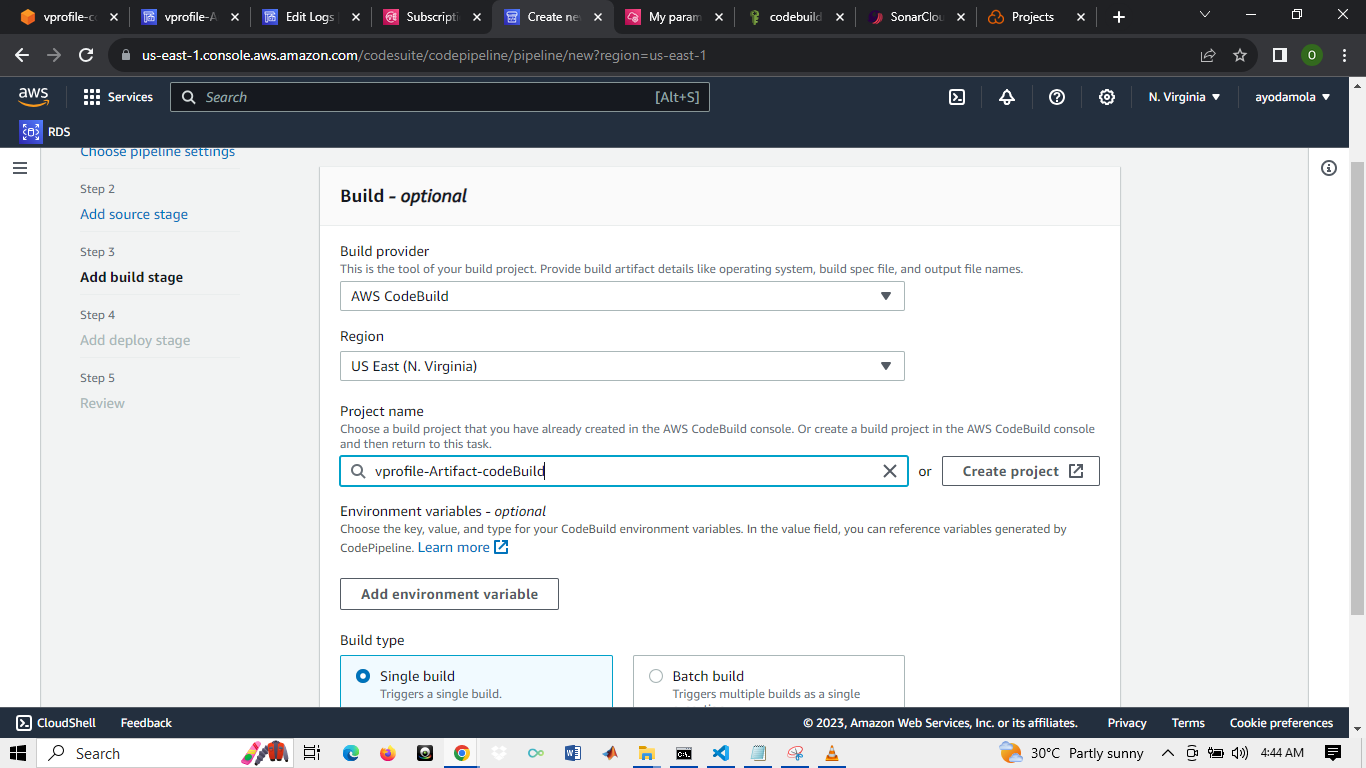 vprofile-co
vprofile-A
Edit Logs
Subscripti
Create ne
My param
codebuild
SonarClou
Projects
us-east-1.console.aws.amazon.com/codesuite/codepipeline/pipeline/new?region=us-east-1
O
aws
Services
Search
[Alt+S]
N. Virginia
ayodamola
RDS
Choose pipeline settings
Step 2
Add source stage
Step 3
Add build stage
Step 4
Add deploy stage
Step 5
Review
Build - optional
Build provider
This is the tool of your build project. Provide build artifact details like operating system, build spec file, and output file names.
AWS CodeBuild
Region
US East (N. Virginia)
Project name
Choose a build project that you have already created in the AWS CodeBuild console. Or create a build project in the AWS CodeBuild console
and then return to this task.
vprofile-Artifact-codeBuild
or
Create project
Environment variables - optional
Choose the key, value, and type for your CodeBuild environment variables. In the value field, you can reference variables generated by
CodePipeline. Learn more
Add environment variable
Build type
Single build
Triggers a single build.
Batch build
Triggers multiple builds as a single
CloudShell
Feedback
© 2023, Amazon Web Services, Inc. or its affiliates.
Privacy
Terms
Cookie preferences
Search
30°C Partly sunny
4:44 AM